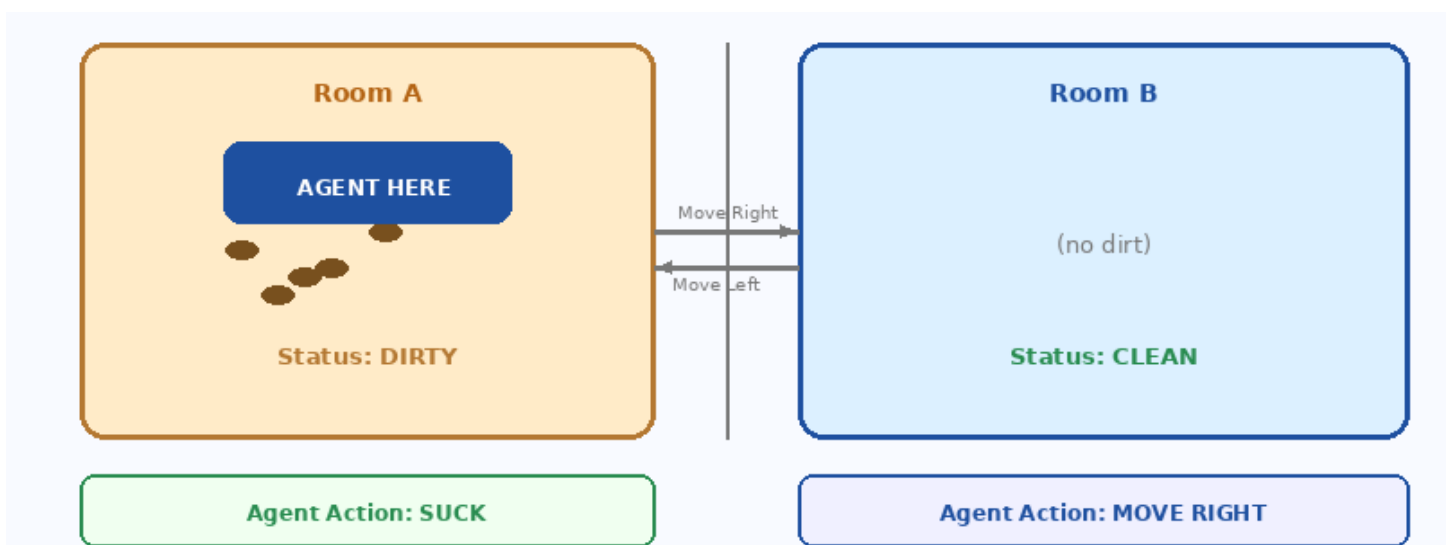 Room A
AGENT HERE
Status: DIRTY
Move Right
Move Left
Room B
(no dirt)
Status: CLEAN
Agent Action: SUCK
Agent Action: MOVE RIGHT